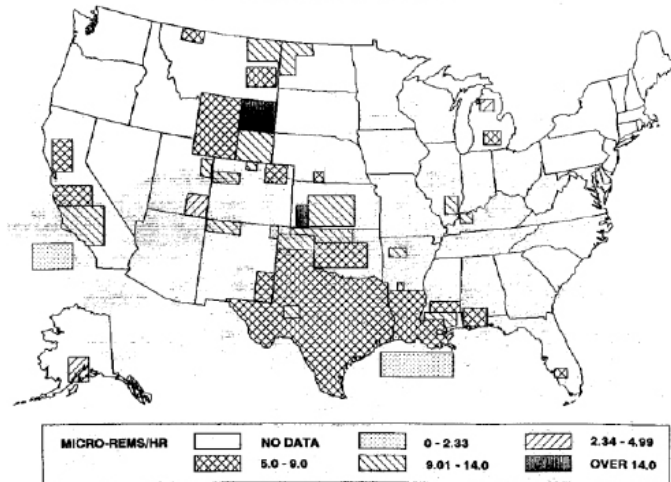 MICRO-REMS/HR NO DATA 0 - 2.33 2.34 - 4.99
5.0 - 9.0 9.01 - 14.0 OVER 14.0